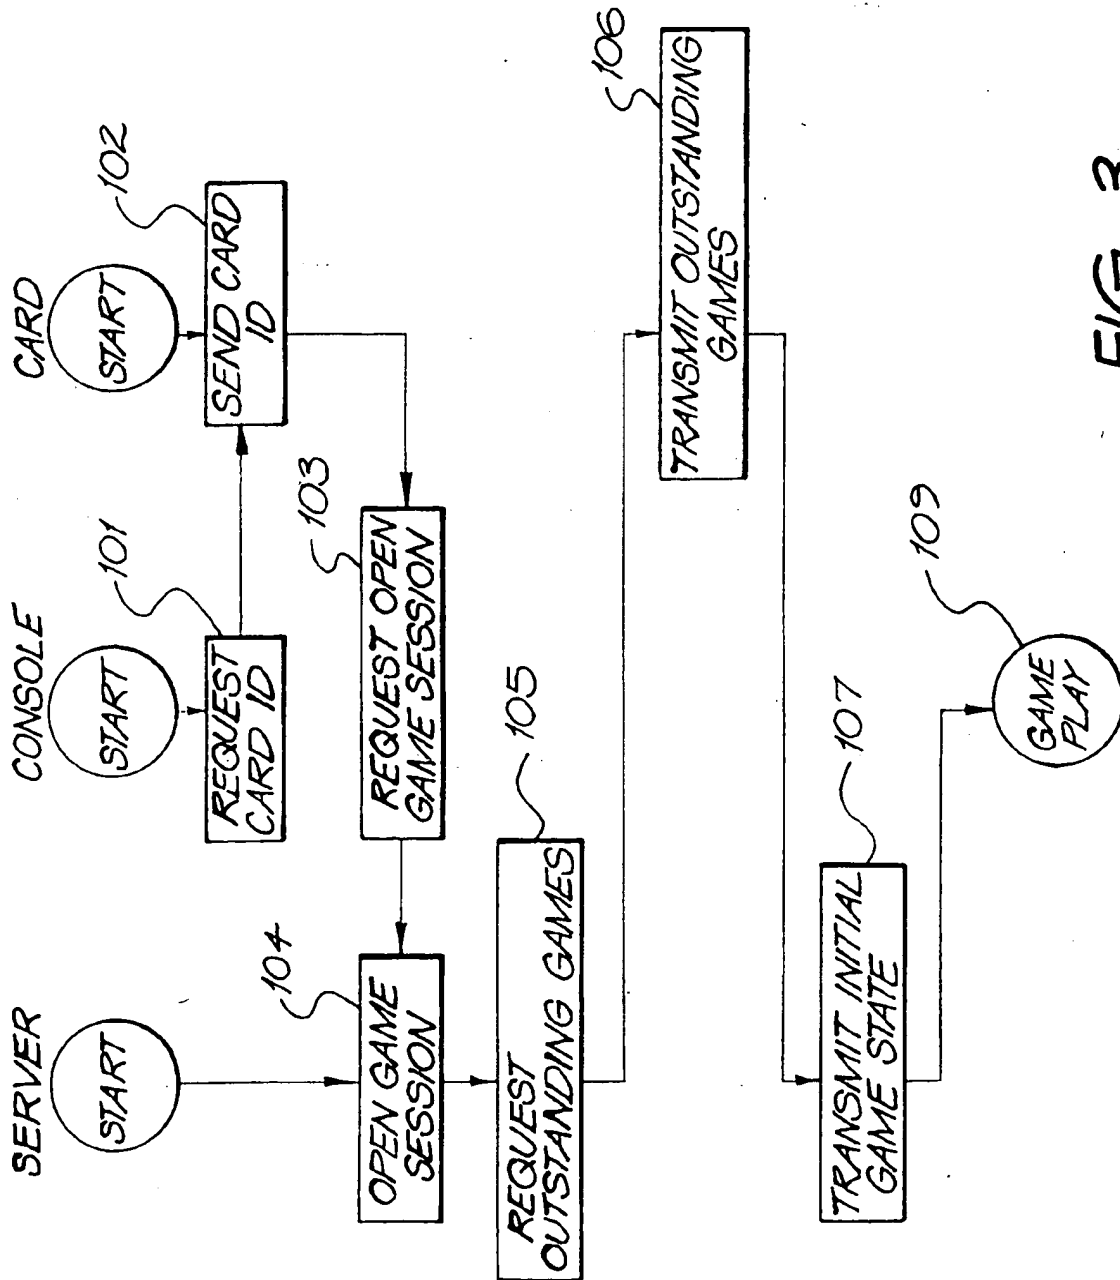 SERVER
CONSOLE
CARD
START
START
START
101
102
REQUEST
CARD ID
SEND CARD
ID
104
103
OPEN GAME
SESSION
REQUEST OPEN
GAME SESSION
105
REQUEST
OUTSTANDING GAMES
106
TRANSMIT OUTSTANDING
GAMES
107
TRANSMIT INITIAL
GAME STATE
109
GAME
PLAY
FIG. 3